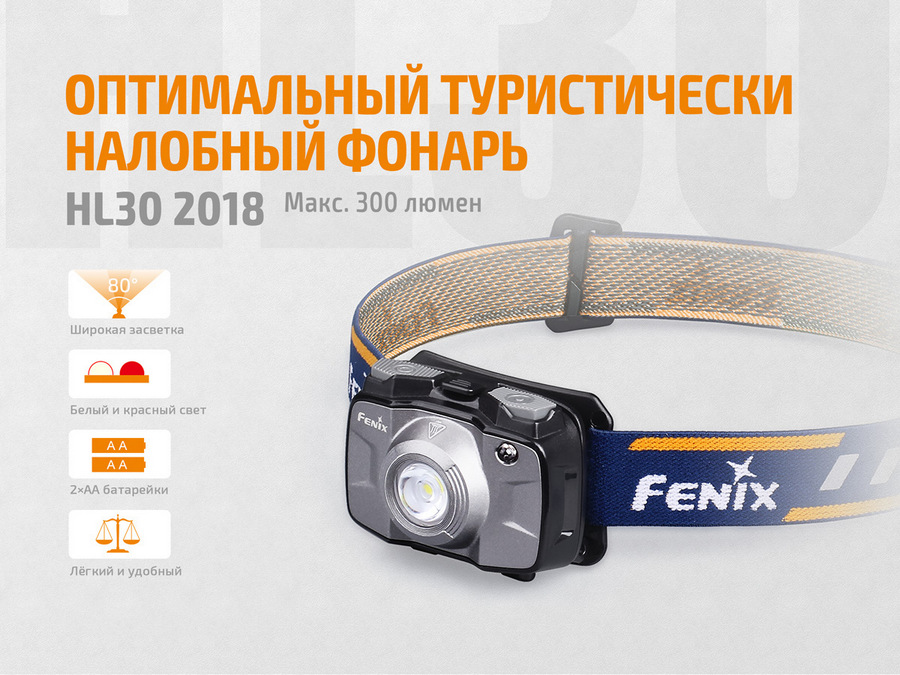 ОПТИМАЛЬНЫЙ ТУРИСТИЧЕСКИ
НАЛОБНЫЙ ФОНАРЬ
HL30 2018 Макс. 300 люмен
80°
Широкая засветка
Белый и красный свет
AA
AA
2×AA батарейки
Лёгкий и удобный
FENIX
FENIX
HL30